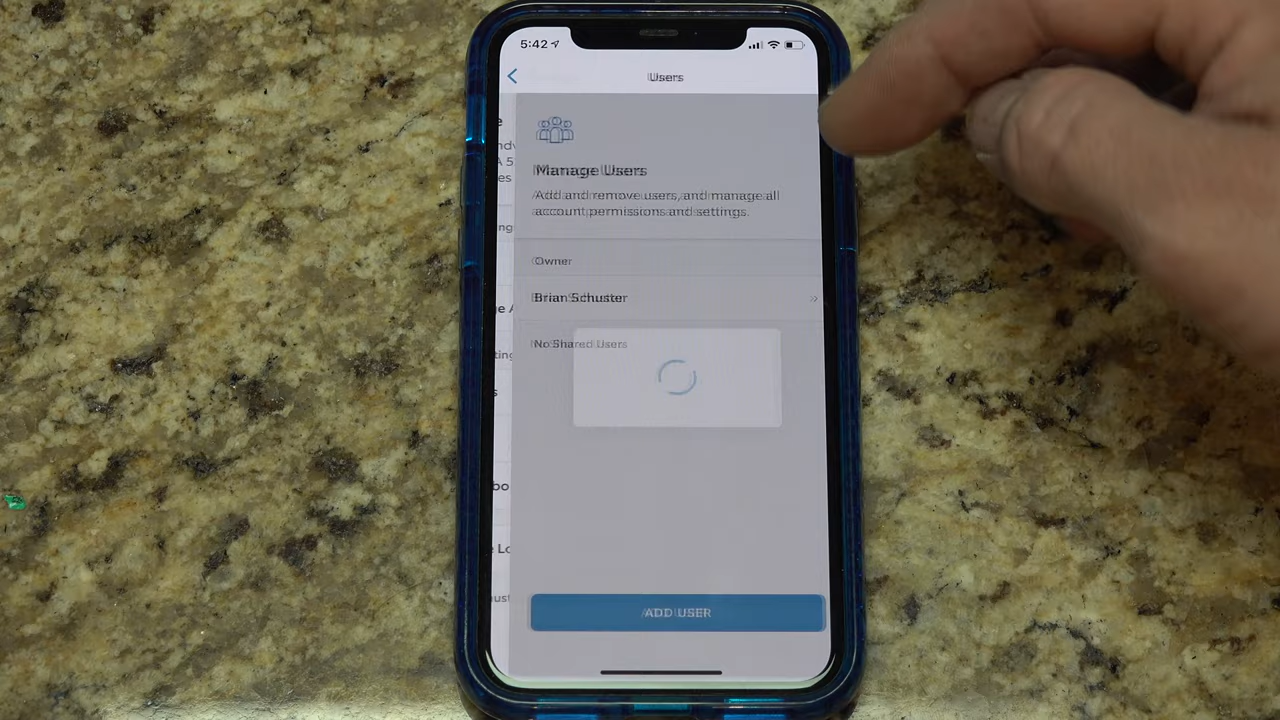 5:42
Users
Manage Users
Add and remove users, and manage all
account permissions and settings.
Owner
Brian Schuster
No Shared Users
ADD USER